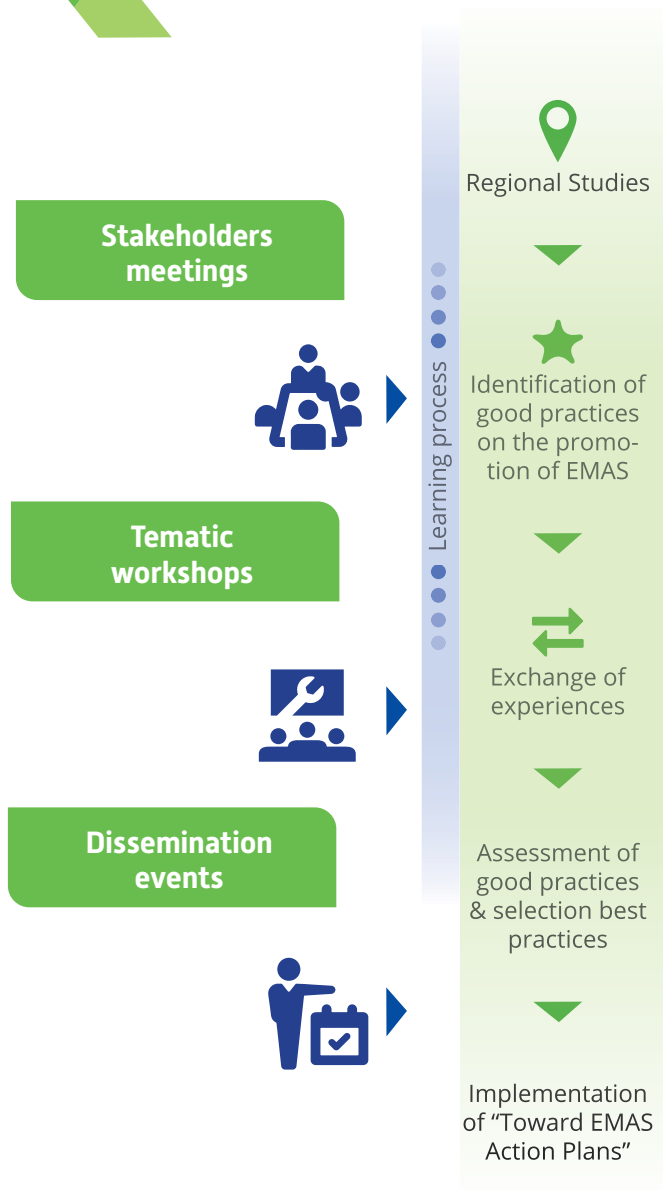 Stakeholders
meetings
Tematic
workshops
Dissemination
events
Learning process
Regional Studies
Identification of
good practices
on the promo-
tion of EMAS
Exchange of
experiences
Assessment of
good practices
& selection best
practices
Implementation
of “Toward EMAS
Action Plans”